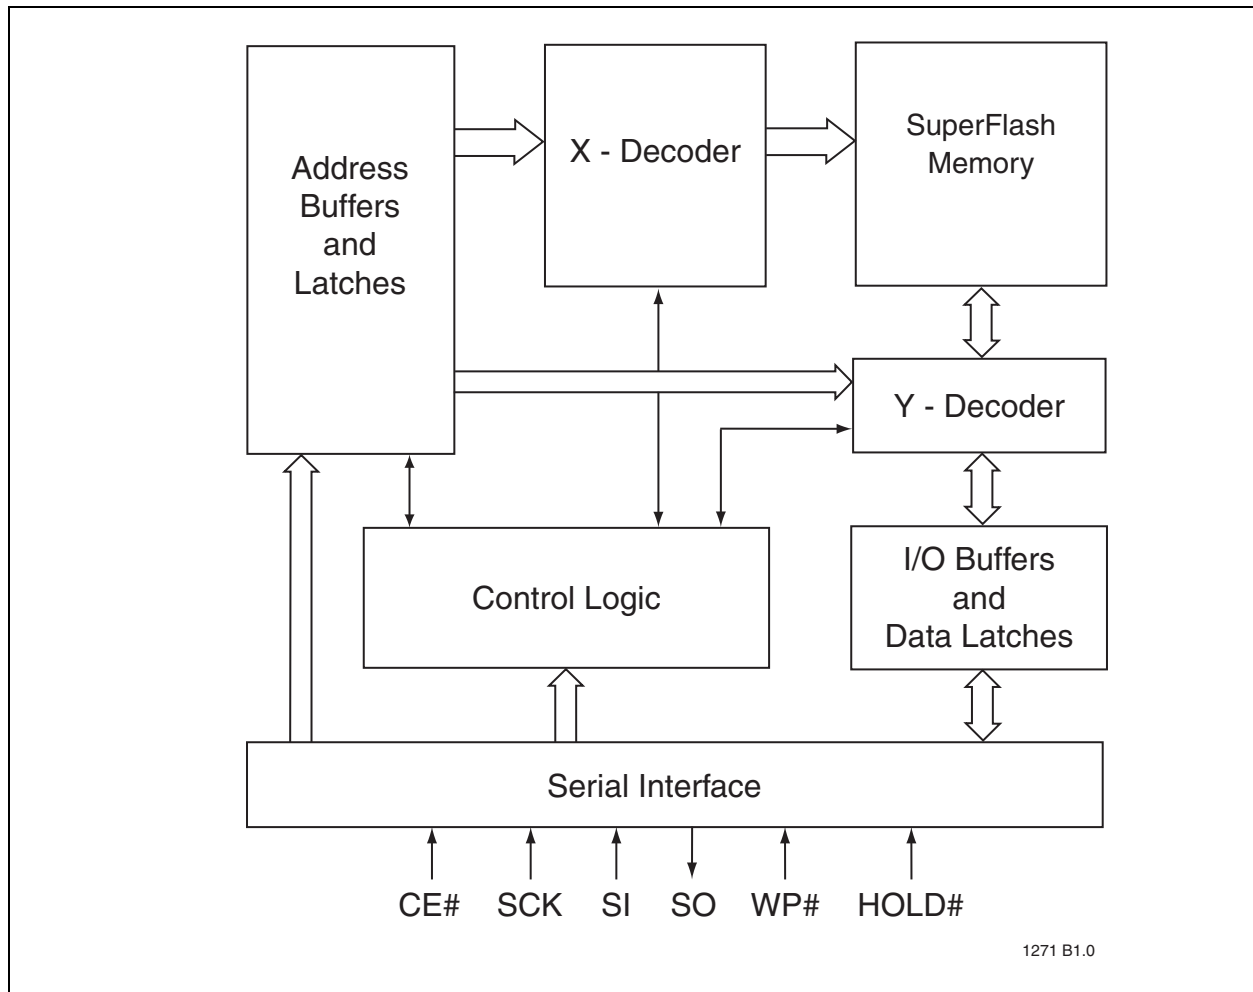 Address
Buffers
and
Latches
X - Decoder
SuperFlash
Memory
Y - Decoder
Control Logic
I/O Buffers
and
Data Latches
Serial Interface
CE# SCK SI SO WP# HOLD#
1271 B1.0